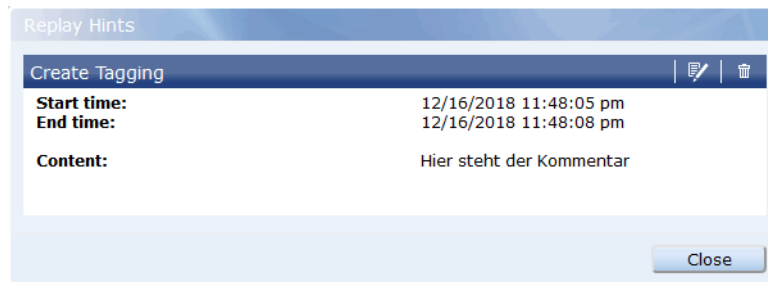 Replay Hints
Create Tagging
Start time: 12/16/2018 11:48:05 pm
End time: 12/16/2018 11:48:08 pm
Content: Hier steht der Kommentar
Close